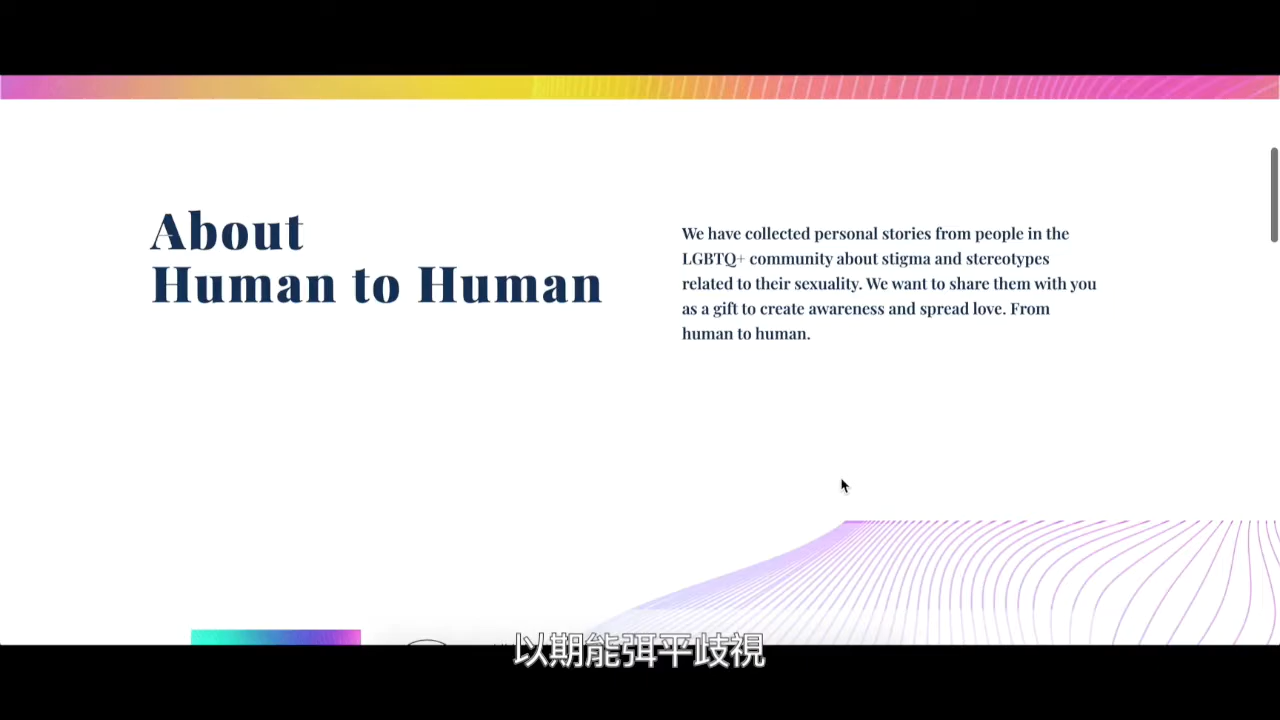 About
Human to Human
We have collected personal stories from people in the
LGBTQ+ community about stigma and stereotypes
related to their sexuality. We want to share them with you
as a gift to create awareness and spread love. From
human to human.
以期能弭平歧視